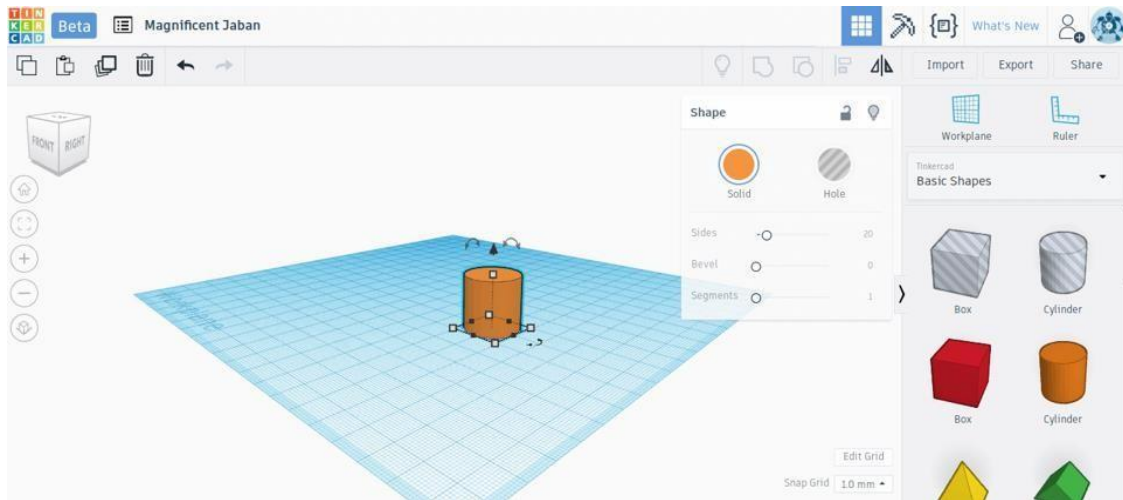 TIN
KER
CAD
Beta
Magnificent Jaban
What's New
Import
Export
Share
FRONT
RIGHT
Shape
Solid
Hole
Sides
20
Bevel
0
Segments
1
Workplane
Ruler
Tinkercad
Basic Shapes
Box
Cylinder
Box
Cylinder
Workplane
Edit Grid
Snap Grid 1.0 mm